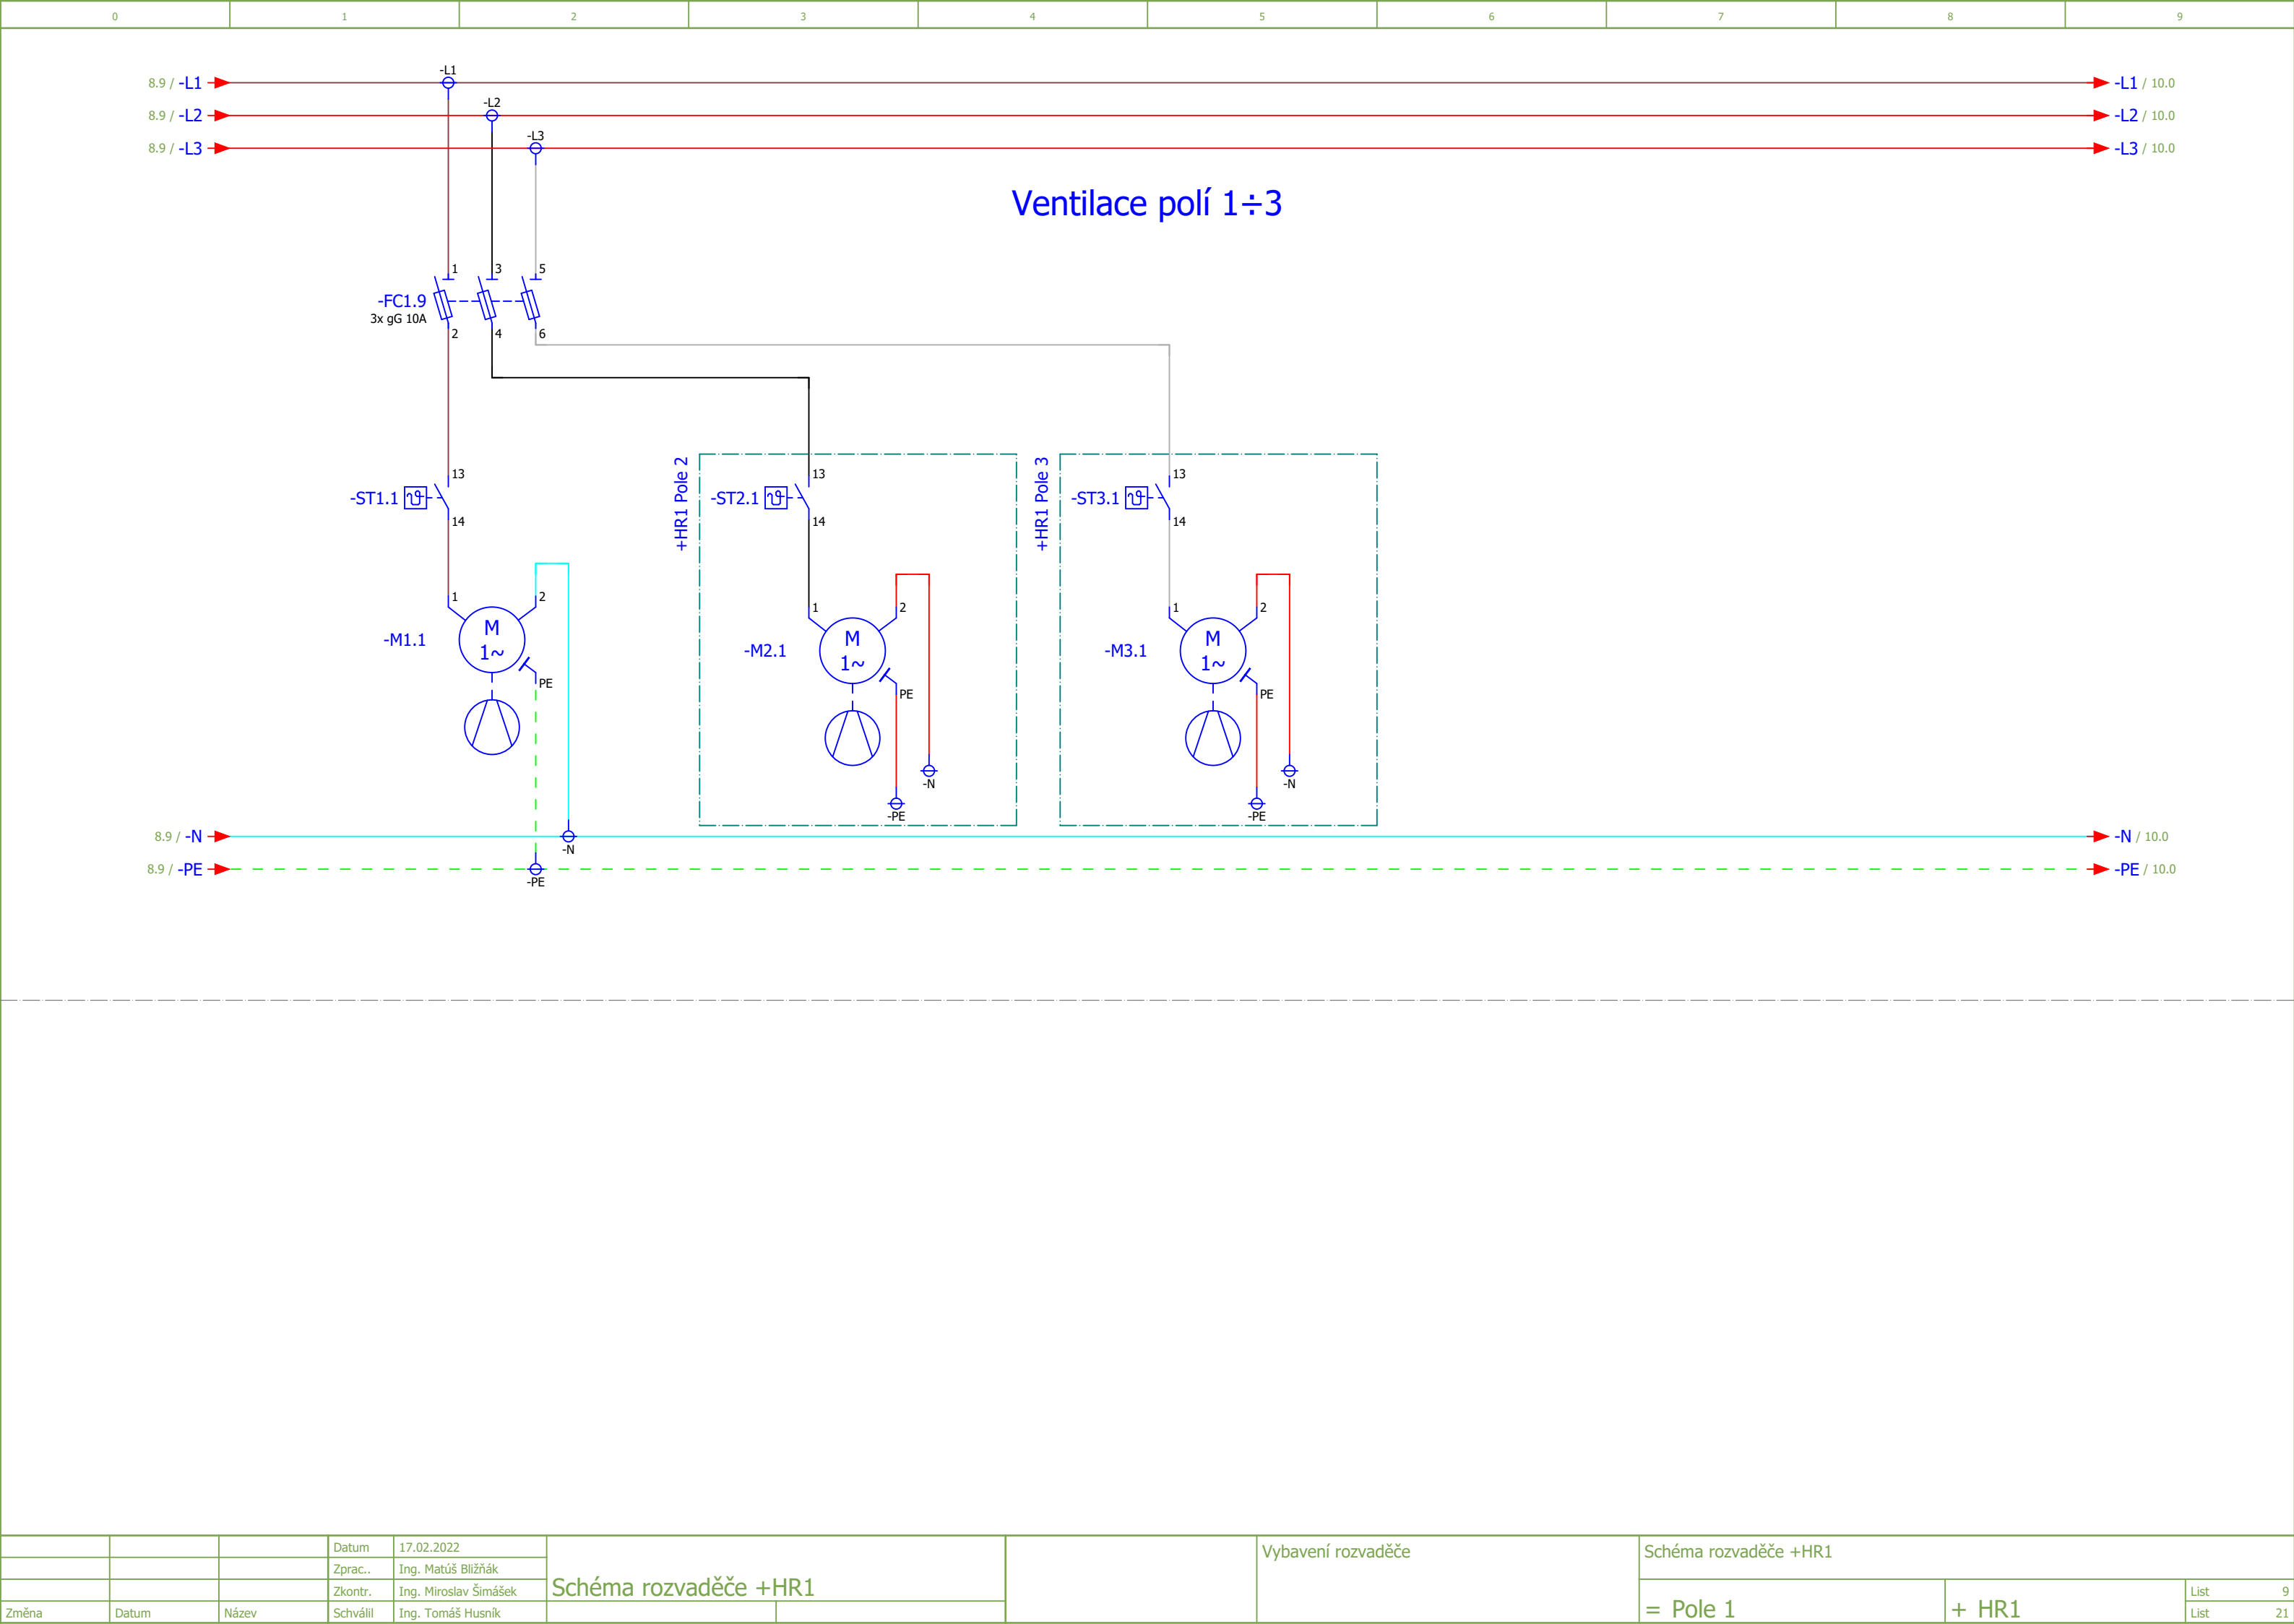 0 1 2 3 4 5 6 7 8 9
-L1
8.9 / -L1 -L1 / 10.0
-L2
8.9 / -L2 -L2 / 10.0
-L3
8.9 / -L3 -L3 / 10.0
Ventilace polí 1÷3
1 3 5
-FC1.9
3x gG 10A
2 4 6
+HR1 Pole 2
+HR1 Pole 3
13 13 13
-ST1.1 -ST2.1 -ST3.1
14 14 14
1 2
1 2 1 2
M
1~
-M1.1
M
1~
-M2.1
M
1~
-M3.1
PE
PE PE
-N -N
-PE -PE
8.9 / -N -N / 10.0
-N
8.9 / -PE -PE / 10.0
-PE
Datum 17.02.2022
Zprac.. Ing. Matúš Bližňák
Zkontr. Ing. Miroslav Šimášek
Změna Datum Název Schválil Ing. Tomáš Husník
Schéma rozvaděče +HR1
Vybavení rozvaděče
Schéma rozvaděče +HR1
= Pole 1
+ HR1
List 9
List 21